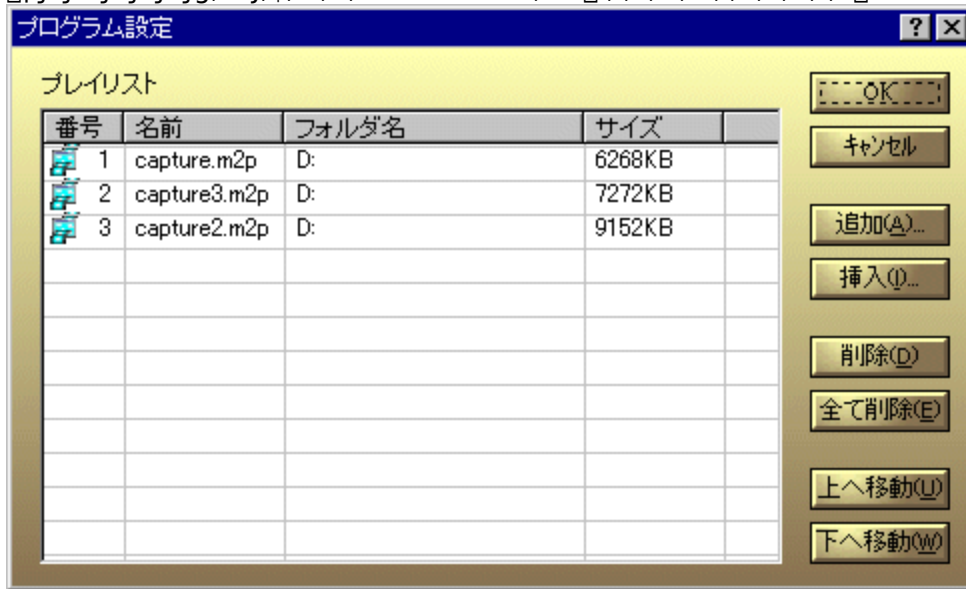 プログラム設定
プレイリスト
番号 名前 フォルダ名 サイズ
1 capture.m2p D: 6268KB
2 capture3.m2p D: 7272KB
3 capture2.m2p D: 9152KB
OK
キャンセル
追加(A)...
挿入(I)...
削除(D)
全て削除(E)
上へ移動(U)
下へ移動(W)